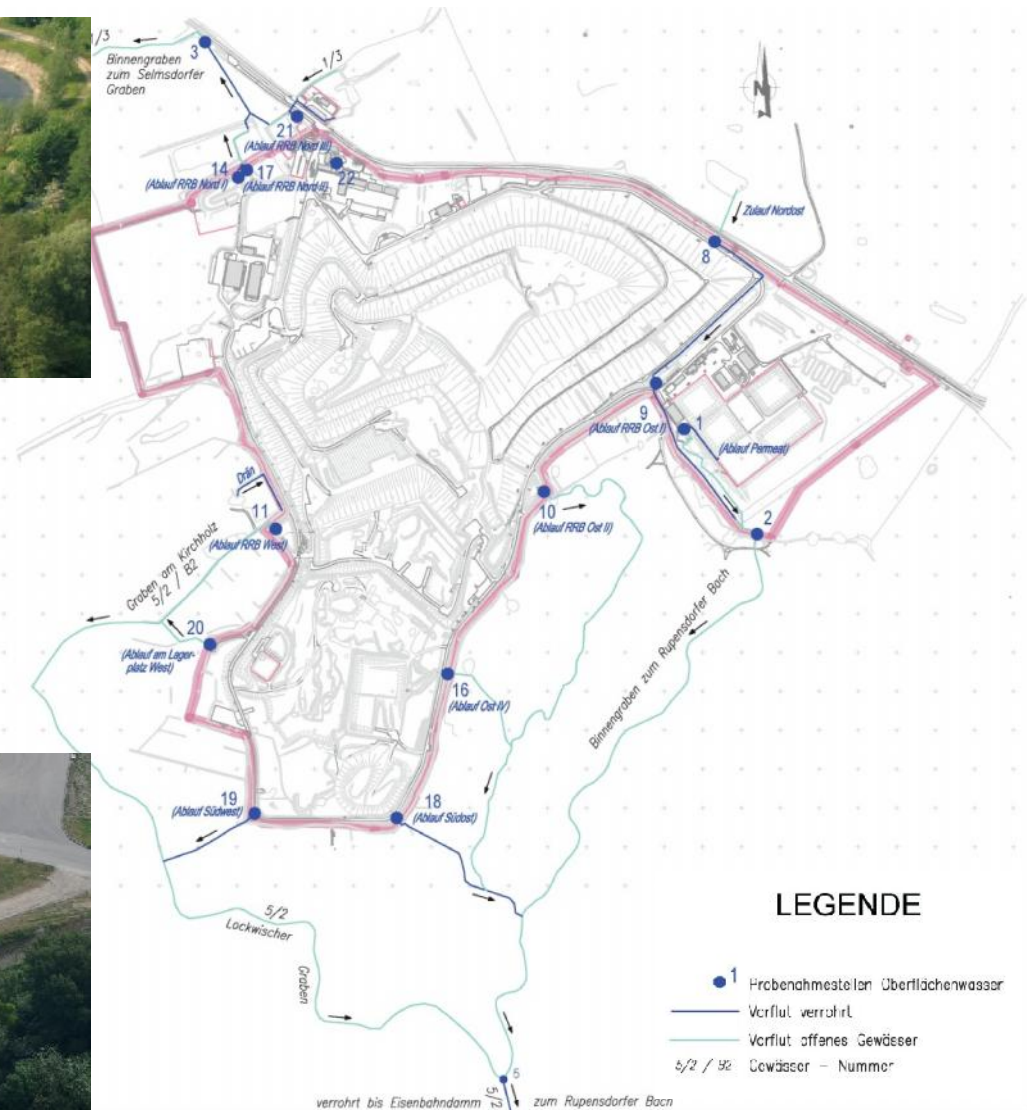 1/3
3
Binnengraben
zum Selmsdorfer
Graben
1/3
N
21
(Ablauf RRB Nord III)
14
17
22
(Ablauf RRB Nord I)
(Ablauf RRB Nord II)
Zulauf Nordost
8
9
(Ablauf RRB Ost I)
1
(Ablauf Permeat)
Drän
11
(Ablauf RRB West)
10
(Ablauf RRB Ost II)
2
Graben am Kirchholz
5/2 / B2
20
(Ablauf am Lager-
platz West)
Binnengraben zum Rupensdorfer Bach
16
(Ablauf Ost IV)
19
(Ablauf Südwest)
18
(Ablauf Südost)
5/2
Lockwischer
Graben
LEGENDE
1 Probenahmestellen Oberflächenwasser
Vorflut verrohrt
Vorflut offenes Gewässer
5/2 / B2 Gewässer – Nummer
5
verrohrt bis Eisenbahndamm
5/2
zum Rupensdorfer Bach